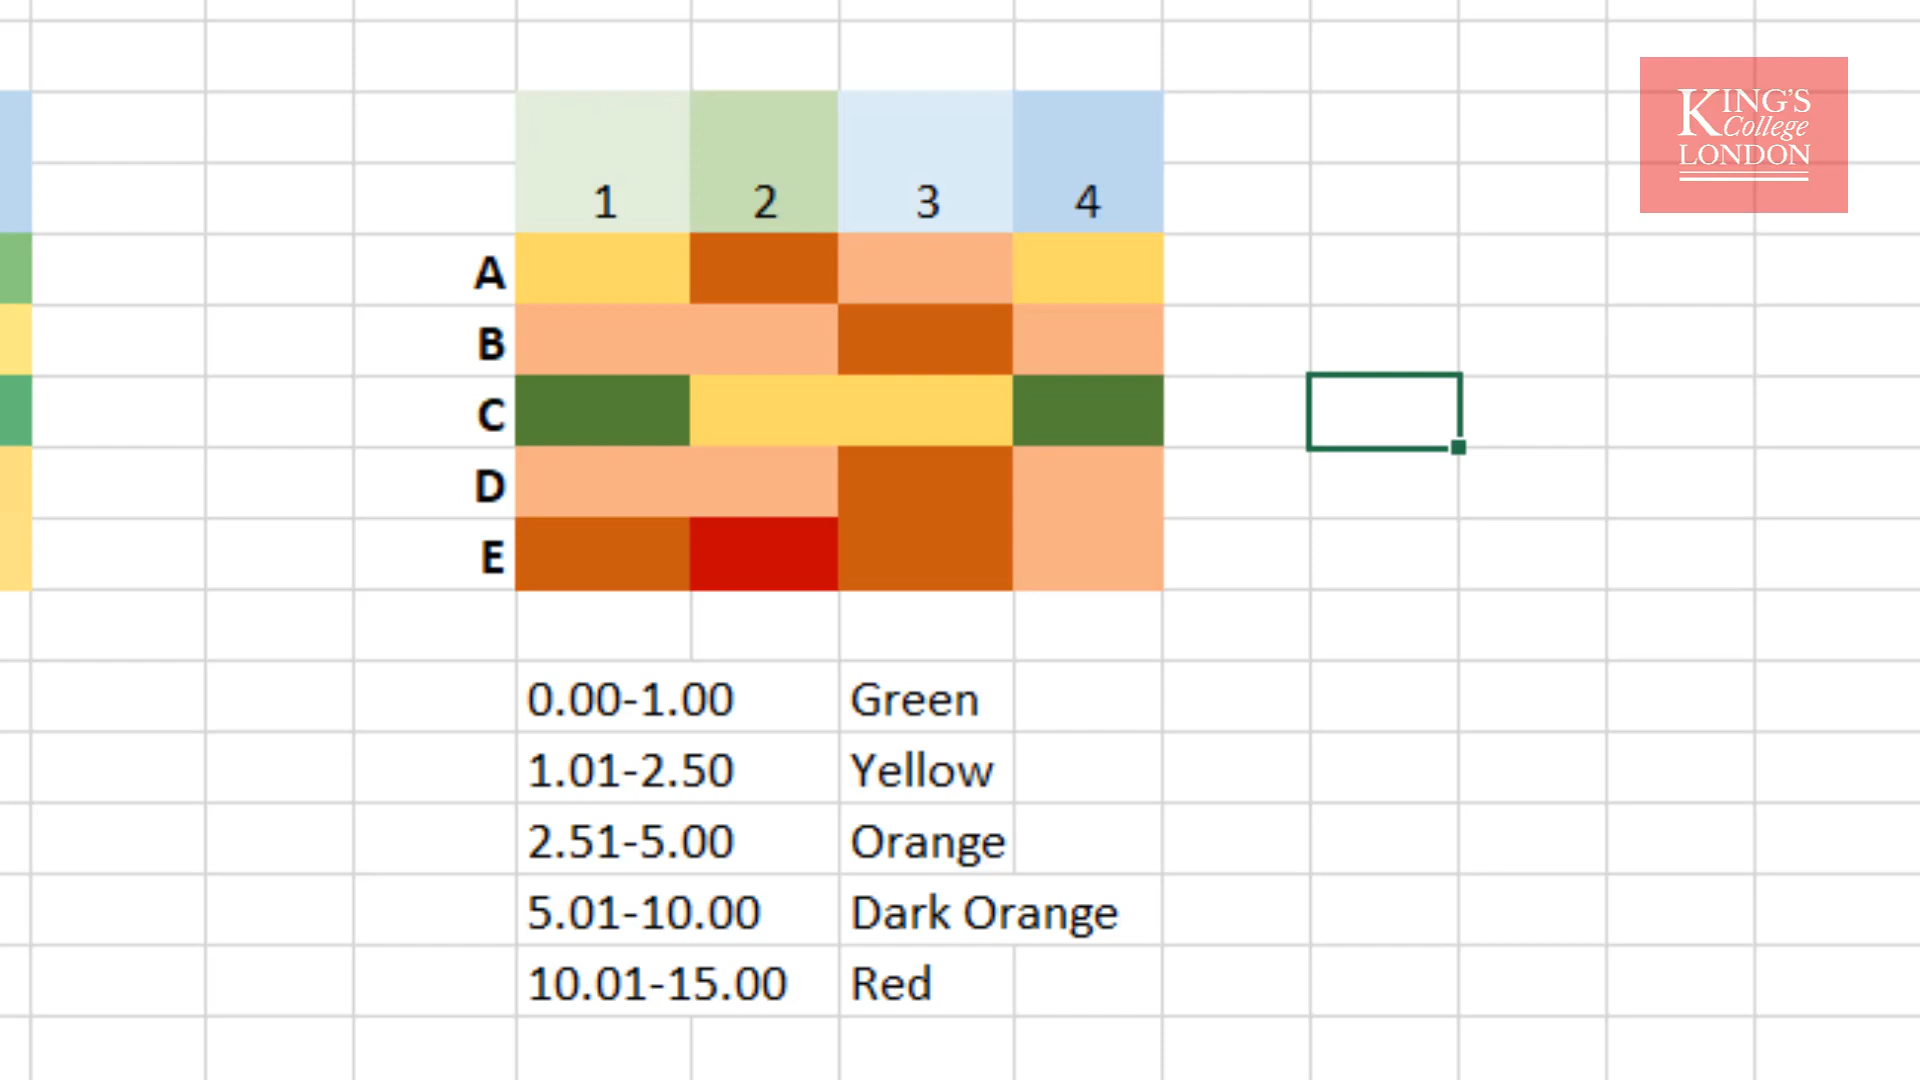 KING'S
College
LONDON
1 2 3 4
A
B
C
D
E
0.00-1.00 Green
1.01-2.50 Yellow
2.51-5.00 Orange
5.01-10.00 Dark Orange
10.01-15.00 Red